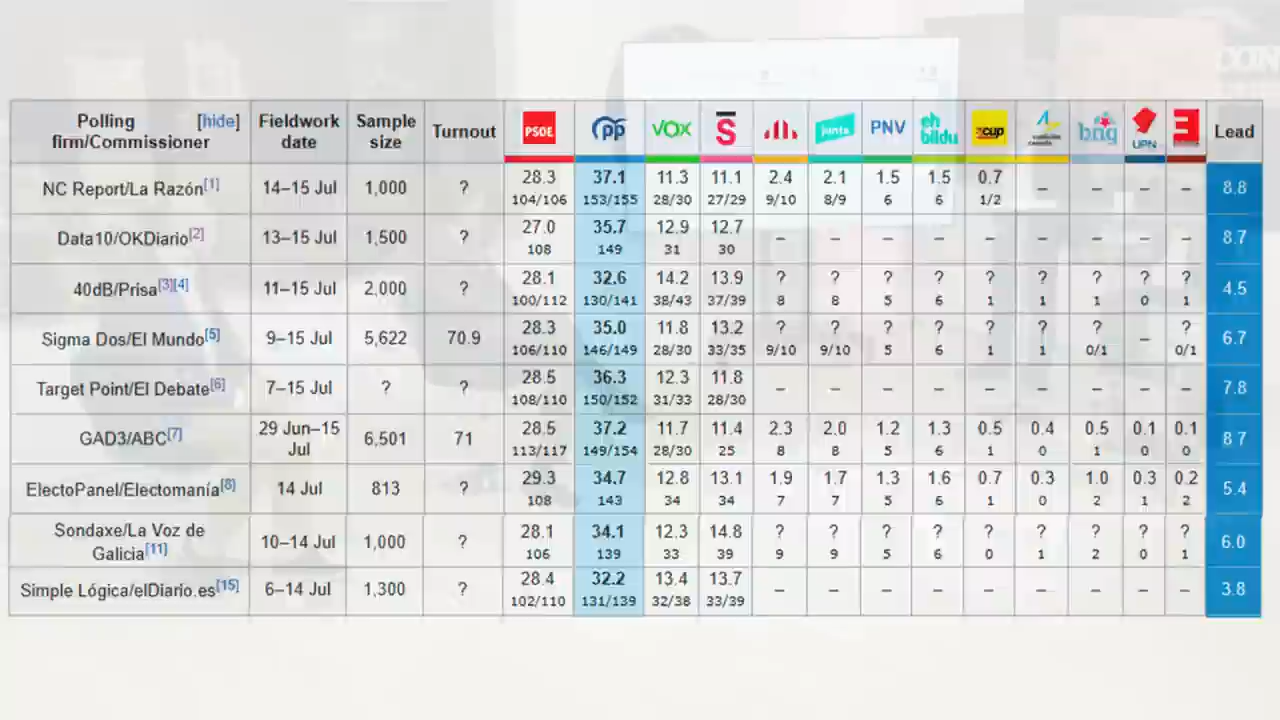 CON
Polling firm/Commissioner [hide] Fieldwork date Sample size Turnout PSOE pp VOX S junts PNV eh bildu cup bng UPN Lead
NC Report/La Razón[1] 14–15 Jul 1,000 ? 28.3 37.1 11.3 11.1 2.4 2.1 1.5 1.5 0.7 – – – – 8.8
104/106 153/155 28/30 27/29 9/10 8/9 6 6 1/2
Data10/OKDiario[2] 13–15 Jul 1,500 ? 27.0 35.7 12.9 12.7 – – – – – – – – – 8.7
108 149 31 30
40dB/Prisa[3][4] 11–15 Jul 2,000 ? 28.1 32.6 14.2 13.9 ? ? ? ? ? ? ? ? ? 4.5
100/112 130/141 38/43 37/39 8 8 5 6 1 1 1 0 1
Sigma Dos/El Mundo[5] 9–15 Jul 5,622 70.9 28.3 35.0 11.8 13.2 ? ? ? ? ? ? ? – ? 6.7
106/110 146/149 28/30 33/35 9/10 9/10 5 6 1 1 0/1 0/1
Target Point/El Debate[6] 7–15 Jul ? ? 28.5 36.3 12.3 11.8 – – – – – – – – – 7.8
108/110 150/152 31/33 28/30
GAD3/ABC[7] 29 Jun–15 Jul 6,501 71 28.5 37.2 11.7 11.4 2.3 2.0 1.2 1.3 0.5 0.4 0.5 0.1 0.1 8.7
113/117 149/154 28/30 25 8 8 5 6 1 0 1 0 0
ElectoPanel/Electomanía[8] 14 Jul 813 ? 29.3 34.7 12.8 13.1 1.9 1.7 1.3 1.6 0.7 0.3 1.0 0.3 0.2 5.4
108 143 34 34 7 7 5 6 1 0 2 1 2
Sondaxe/La Voz de Galicia[11] 10–14 Jul 1,000 ? 28.1 34.1 12.3 14.8 ? ? ? ? ? ? ? ? ? 6.0
106 139 33 39 9 9 5 6 0 1 2 0 1
Simple Lógica/elDiario.es[15] 6–14 Jul 1,300 ? 28.4 32.2 13.4 13.7 – – – – – – – – – 3.8
102/110 131/139 32/38 33/39